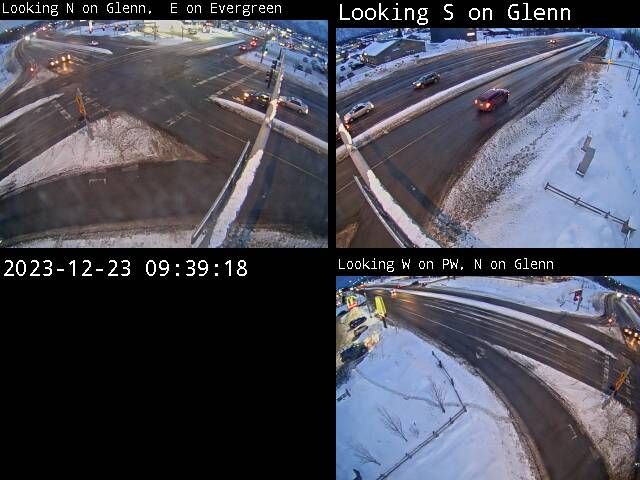 Looking N on Glenn,  E on Evergreen
Looking S on Glenn
2023-12-23 09:39:18
Looking W on PW, N on Glenn